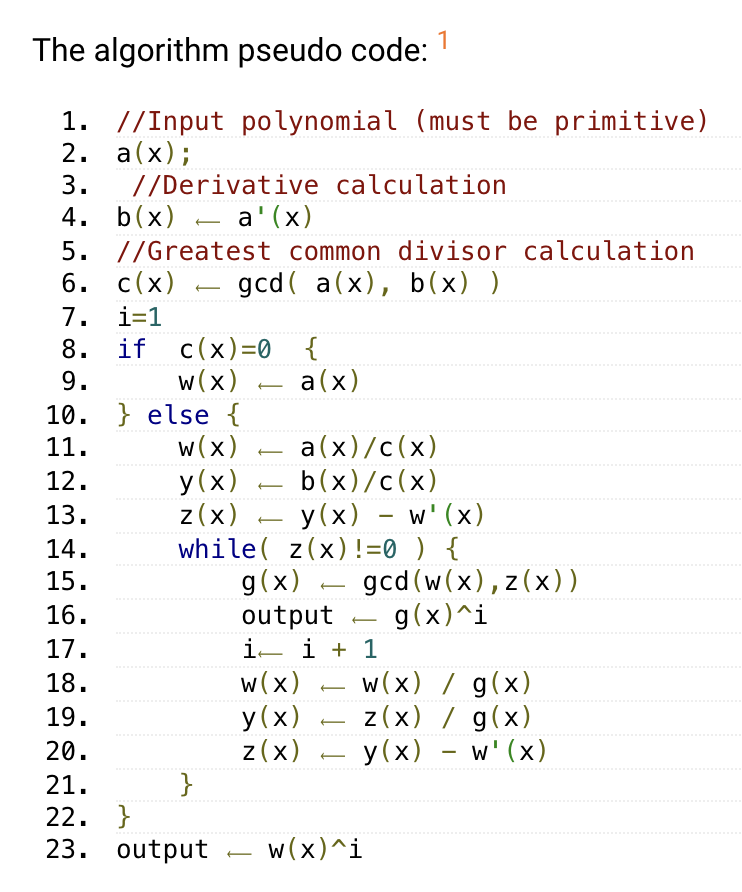 The algorithm pseudo code: 1
1. //Input polynomial (must be primitive)
2. a(x);
3.  //Derivative calculation
4. b(x) ← a'(x)
5. //Greatest common divisor calculation
6. c(x) ← gcd( a(x), b(x) )
7. i=1
8. if  c(x)=0  {
9.     w(x) ← a(x)
10. } else {
11.     w(x) ← a(x)/c(x)
12.     y(x) ← b(x)/c(x)
13.     z(x) ← y(x) - w'(x)
14.     while( z(x)!=0 ) {
15.         g(x) ← gcd(w(x),z(x))
16.         output ← g(x)^i
17.         i← i + 1
18.         w(x) ← w(x) / g(x)
19.         y(x) ← z(x) / g(x)
20.         z(x) ← y(x) - w'(x)
21.     }
22. }
23. output ← w(x)^i